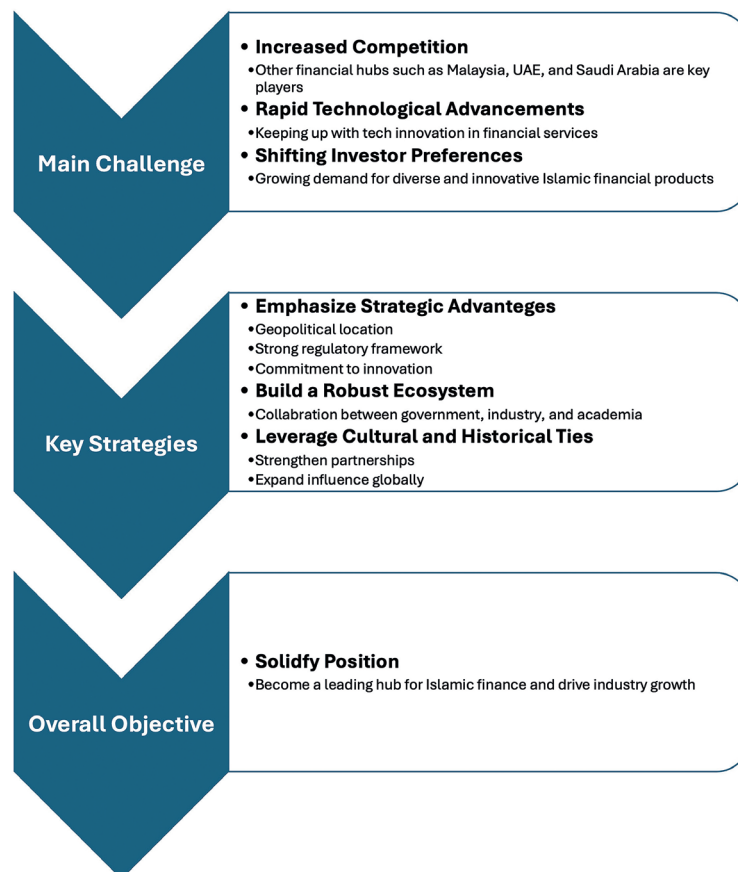 Main Challenge
• Increased Competition
•Other financial hubs such as Malaysia, UAE, and Saudi Arabia are key
players
• Rapid Technological Advancements
•Keeping up with tech innovation in financial services
• Shifting Investor Preferences
•Growing demand for diverse and innovative Islamic financial products
Key Strategies
• Emphasize Strategic Advanteges
•Geopolitical location
•Strong regulatory framework
•Commitment to innovation
• Build a Robust Ecosystem
•Collabration between government, industry, and academia
• Leverage Cultural and Historical Ties
•Strengthen partnerships
•Expand influence globally
Overall Objective
• Solidfy Position
•Become a leading hub for Islamic finance and drive industry growth